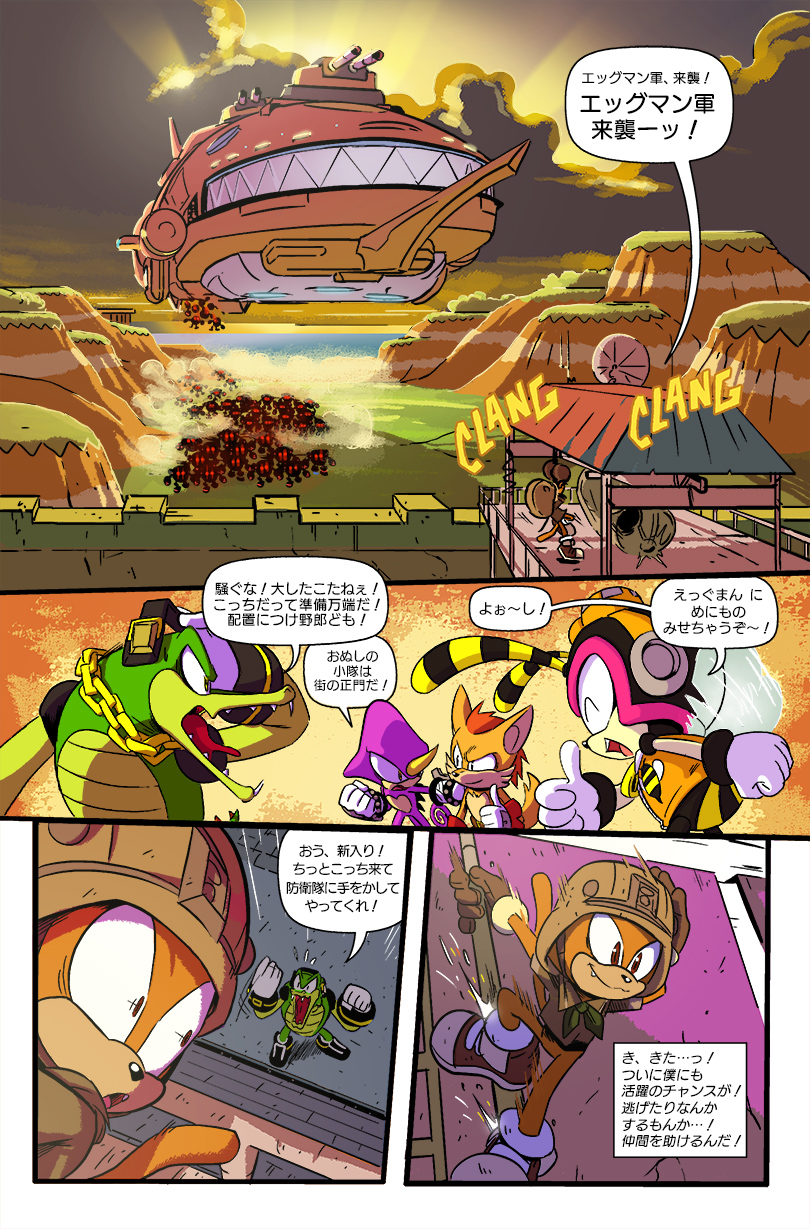 エッグマン軍、来襲！
エッグマン軍
来襲ーッ！
CLANG
CLANG
騒ぐな！大したこたねぇ！
こっちだって準備万端だ！
配置につけ野郎ども！
おぬしの
小隊は
街の正門だ！
よぉ～し！
えっぐまん に
めにもの
みせちゃうぞ～！
おう、新入り！
ちっとこっち来て
防衛隊に手をかして
やってくれ！
き、きた…っ！
ついに僕にも
活躍のチャンスが！
逃げたりなんか
するもんか…！
仲間を助けるんだ！